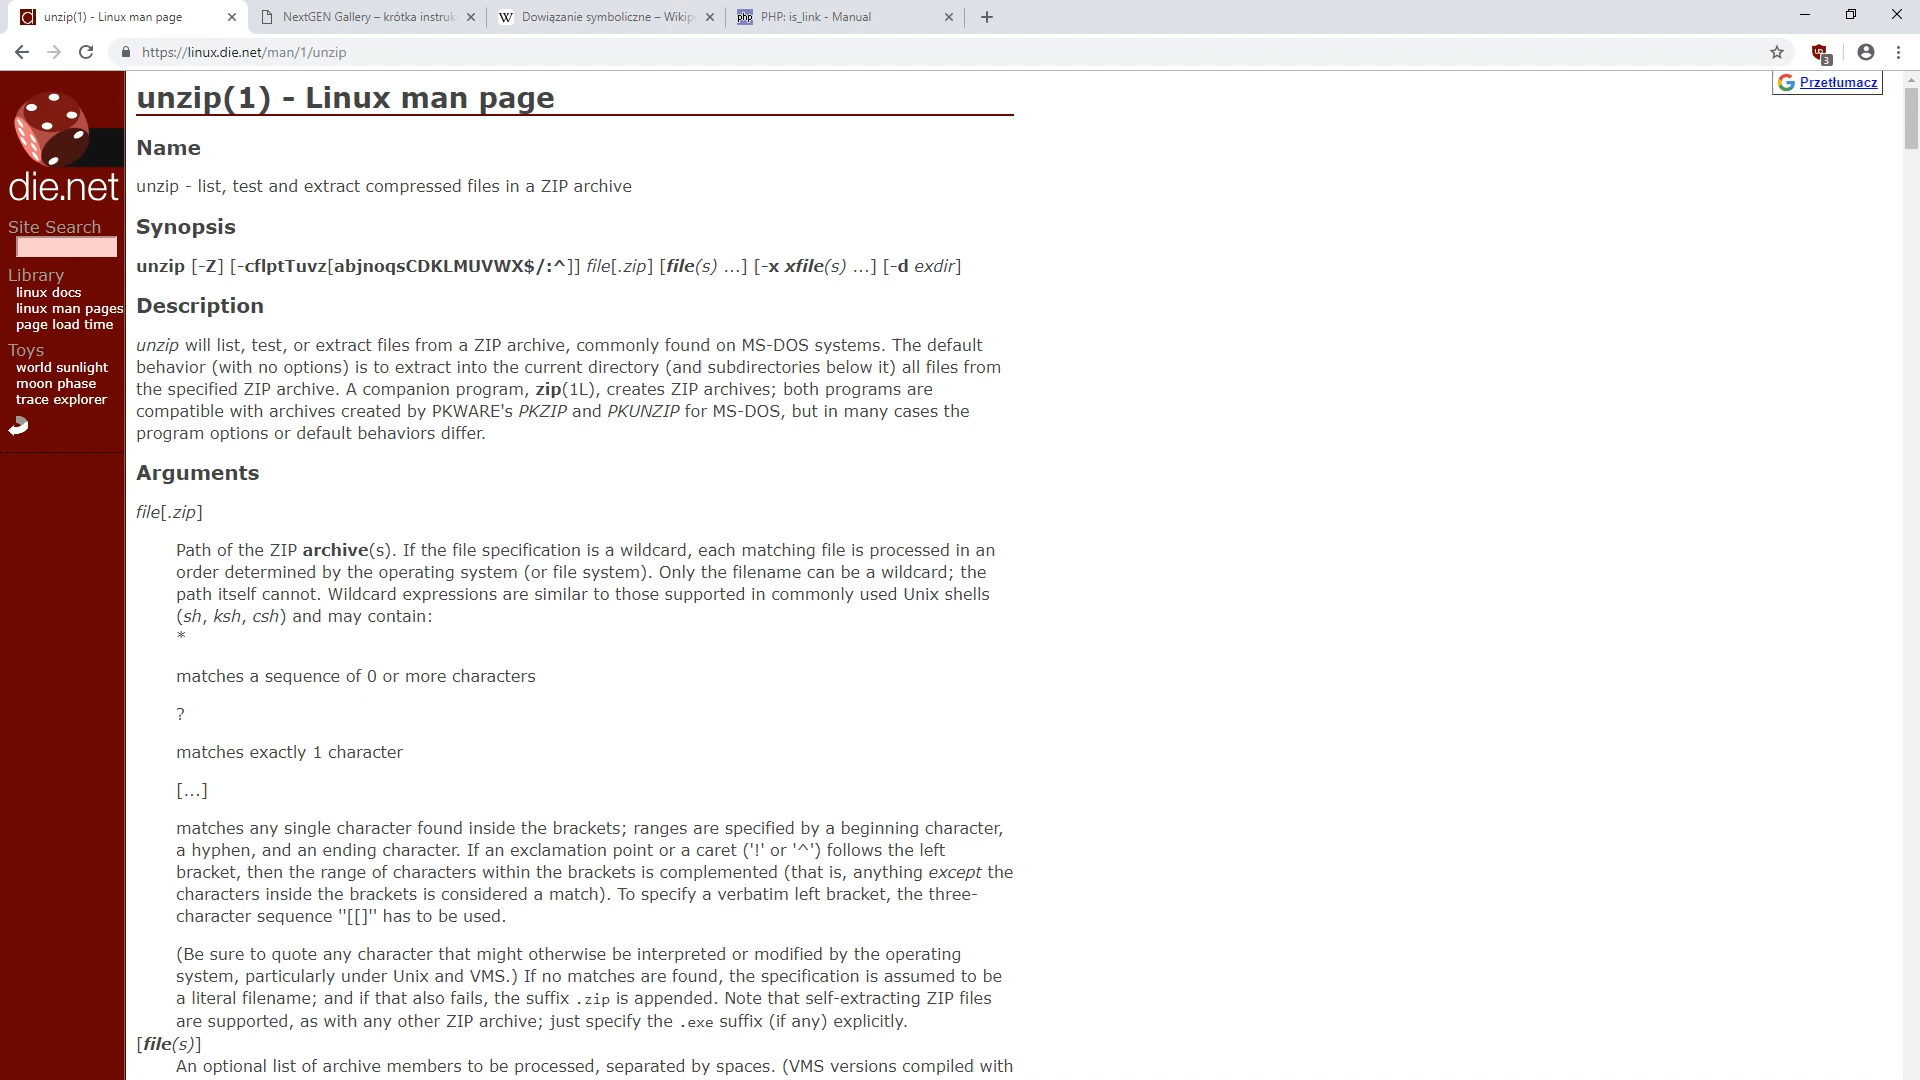 unzip(1) - Linux man page
NextGEN Gallery – krótka instruk
Dowiązanie symboliczne – Wikip
php
PHP: is_link - Manual
https://linux.die.net/man/1/unzip
3
Przetłumacz
die.net
Site Search
Library
linux docs
linux man pages
page load time
Toys
world sunlight
moon phase
trace explorer
unzip(1) - Linux man page
Name
unzip - list, test and extract compressed files in a ZIP archive
Synopsis
unzip [-Z] [-cflptTuvz[abjnoqsCDKLMUVWX$/:^]] file[.zip] [file(s) ...] [-x xfile(s) ...] [-d exdir]
Description
unzip will list, test, or extract files from a ZIP archive, commonly found on MS-DOS systems. The default
behavior (with no options) is to extract into the current directory (and subdirectories below it) all files from
the specified ZIP archive. A companion program, zip(1L), creates ZIP archives; both programs are
compatible with archives created by PKWARE's PKZIP and PKUNZIP for MS-DOS, but in many cases the
program options or default behaviors differ.
Arguments
file[.zip]
Path of the ZIP archive(s). If the file specification is a wildcard, each matching file is processed in an
order determined by the operating system (or file system). Only the filename can be a wildcard; the
path itself cannot. Wildcard expressions are similar to those supported in commonly used Unix shells
(sh, ksh, csh) and may contain:
*
matches a sequence of 0 or more characters
?
matches exactly 1 character
[...]
matches any single character found inside the brackets; ranges are specified by a beginning character,
a hyphen, and an ending character. If an exclamation point or a caret ('!' or '^') follows the left
bracket, then the range of characters within the brackets is complemented (that is, anything except the
characters inside the brackets is considered a match). To specify a verbatim left bracket, the three-
character sequence "[[]" has to be used.
(Be sure to quote any character that might otherwise be interpreted or modified by the operating
system, particularly under Unix and VMS.) If no matches are found, the specification is assumed to be
a literal filename; and if that also fails, the suffix .zip is appended. Note that self-extracting ZIP files
are supported, as with any other ZIP archive; just specify the .exe suffix (if any) explicitly.
[file(s)]
An optional list of archive members to be processed, separated by spaces. (VMS versions compiled with